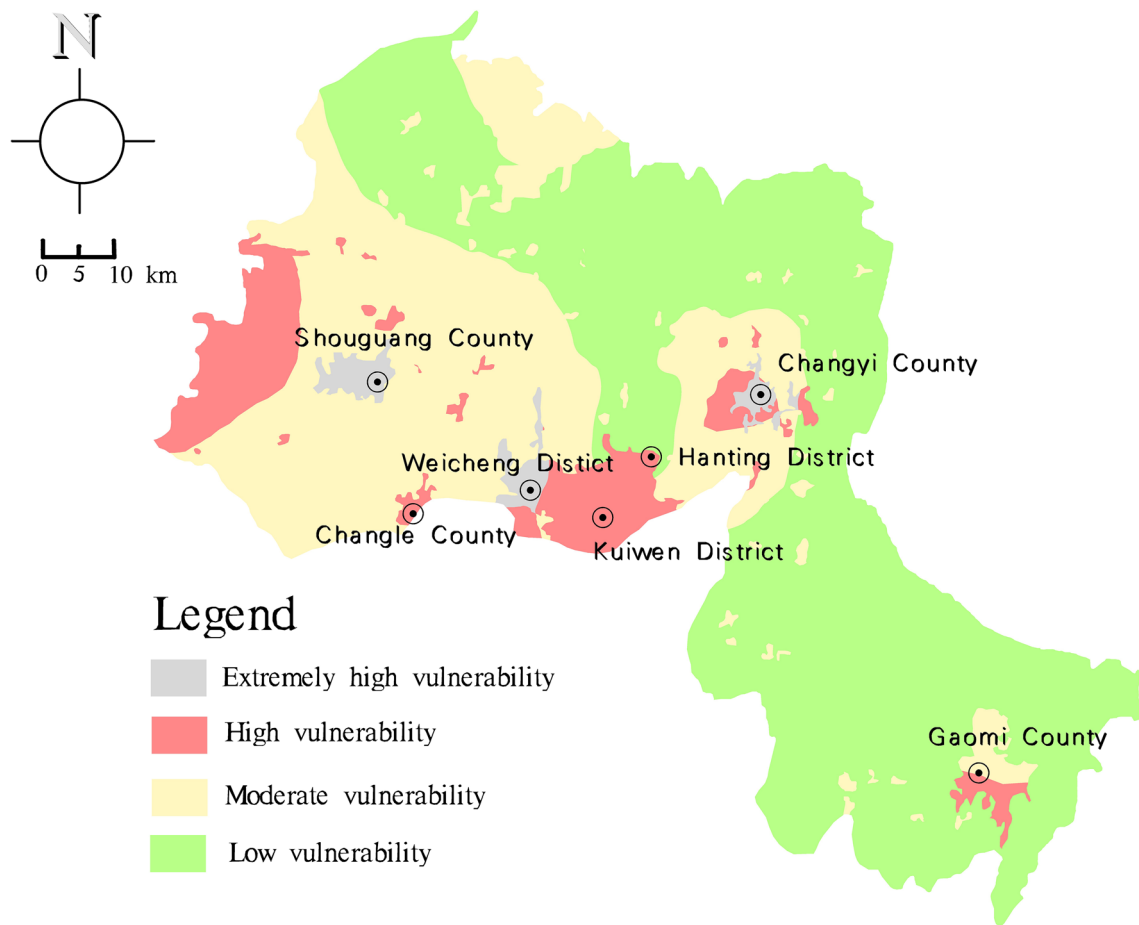 N
0 5 10 km
Shouguang County
Changyi County
Weicheng Distict
Hanting District
Changle County
Kuiwen District
Legend
Extremely high vulnerability
High vulnerability
Gaomi County
Moderate vulnerability
Low vulnerability